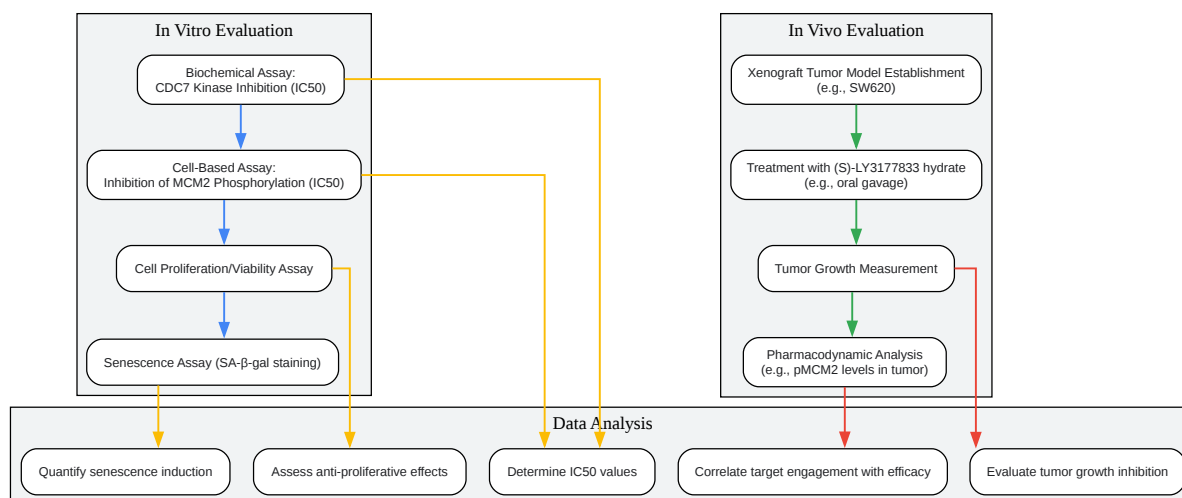 In Vitro Evaluation
Biochemical Assay:
CDC7 Kinase Inhibition (IC50)
Cell-Based Assay:
Inhibition of MCM2 Phosphorylation (IC50)
Cell Proliferation/Viability Assay
Senescence Assay (SA-β-gal staining)
In Vivo Evaluation
Xenograft Tumor Model Establishment
(e.g., SW620)
Treatment with (S)-LY3177833 hydrate
(e.g., oral gavage)
Tumor Growth Measurement
Pharmacodynamic Analysis
(e.g., pMCM2 levels in tumor)
Data Analysis
Quantify senescence induction
Assess anti-proliferative effects
Determine IC50 values
Correlate target engagement with efficacy
Evaluate tumor growth inhibition